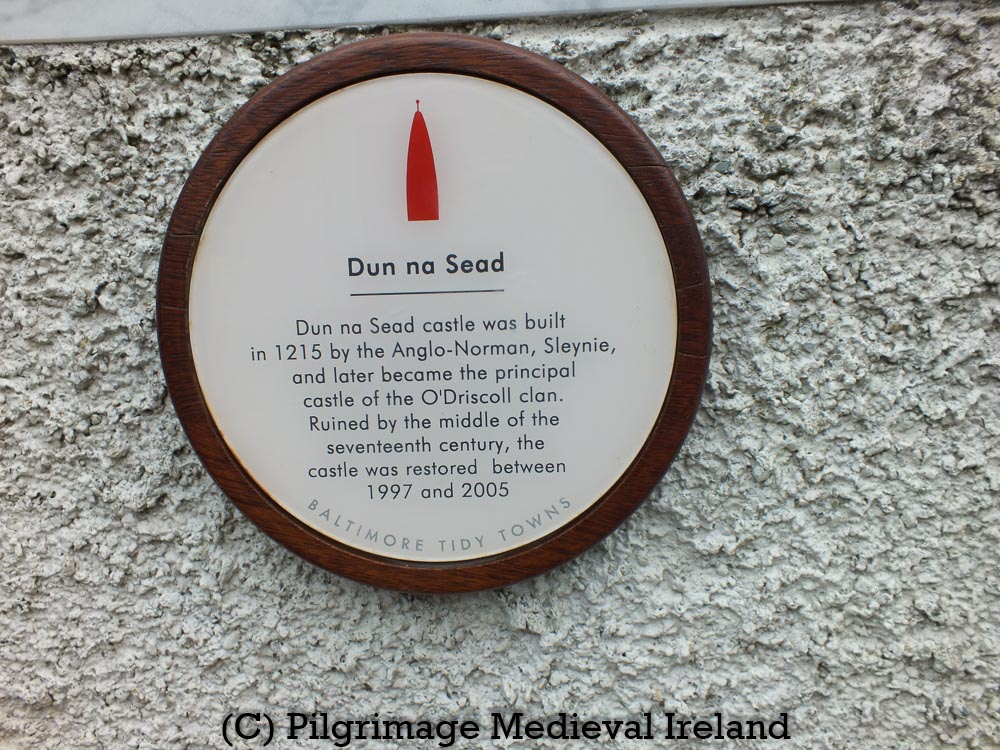 Dun na Sead
Dun na Sead castle was built
in 1215 by the Anglo-Norman, Sleynie,
and later became the principal
castle of the O'Driscoll clan.
Ruined by the middle of the
seventeenth century, the
castle was restored between
1997 and 2005
BALTIMORE TIDY TOWNS
(C) Pilgrimage Medieval Ireland